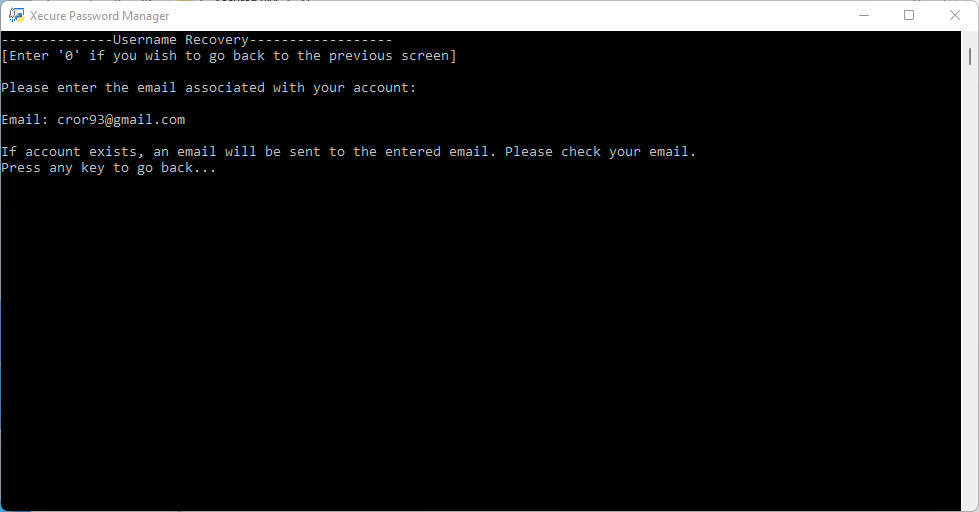 Xecure Password Manager
--------------Username Recovery------------------
[Enter '0' if you wish to go back to the previous screen]
Please enter the email associated with your account:
Email: cror93@gmail.com
If account exists, an email will be sent to the entered email. Please check your email.
Press any key to go back...